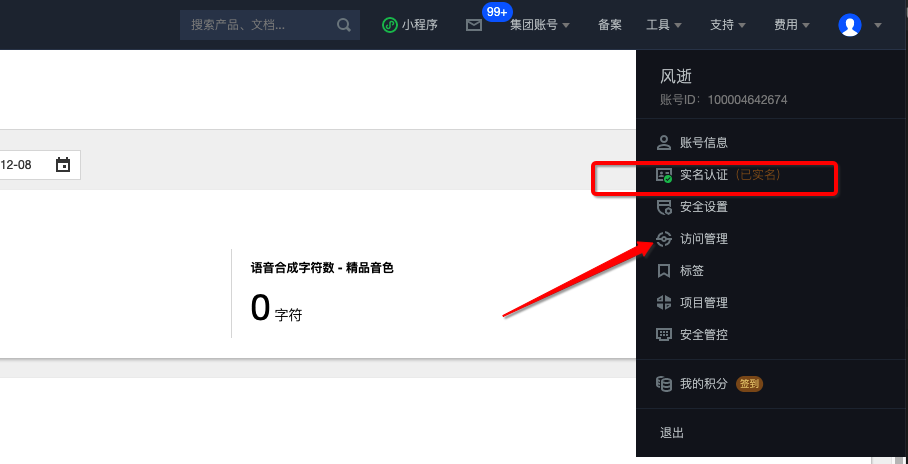 搜索产品、文档... 小程序 99+ 集团账号 备案 工具 支持 费用
风逝
账号ID：100004642674
账号信息
12-08
实名认证（已实名）
安全设置
访问管理
语音合成字符数 - 精品音色
标签
0 字符
项目管理
安全管控
我的积分 签到
退出